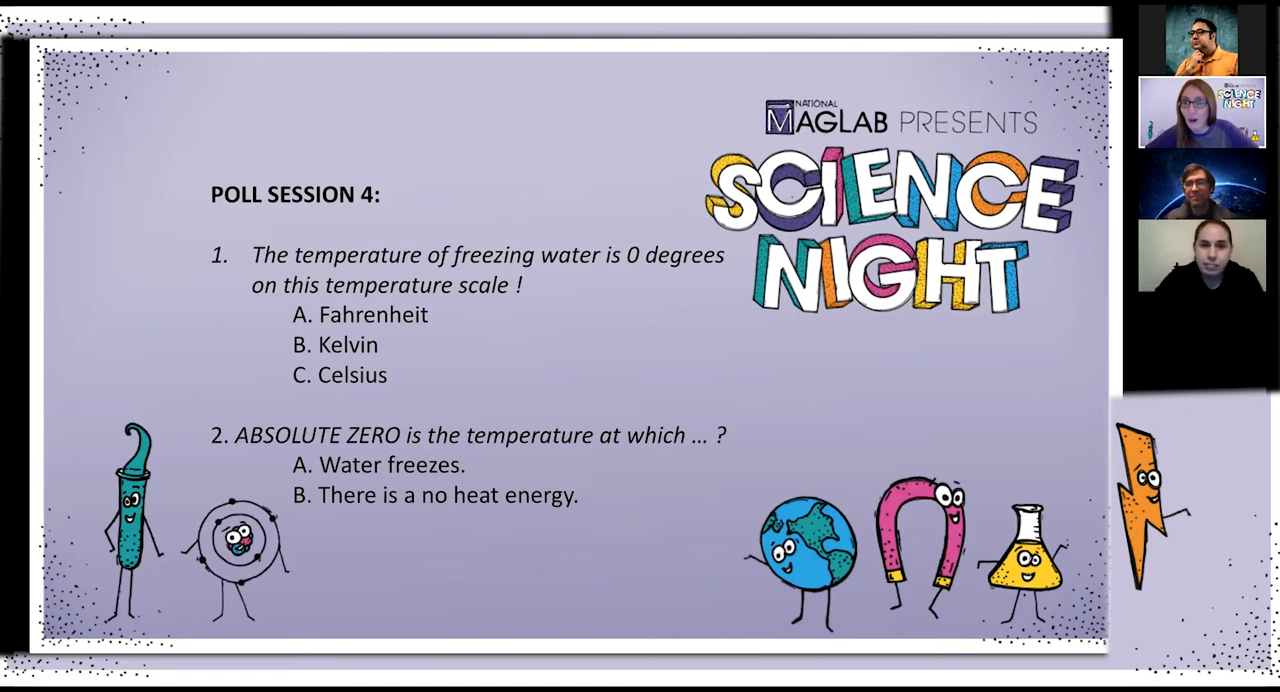 NATIONAL
MAGLAB PRESENTS
SCIENCE
NIGHT
POLL SESSION 4:
1. The temperature of freezing water is 0 degrees
on this temperature scale !
A. Fahrenheit
B. Kelvin
C. Celsius
2. ABSOLUTE ZERO is the temperature at which ... ?
A. Water freezes.
B. There is a no heat energy.
SCIENCE
NIGHT